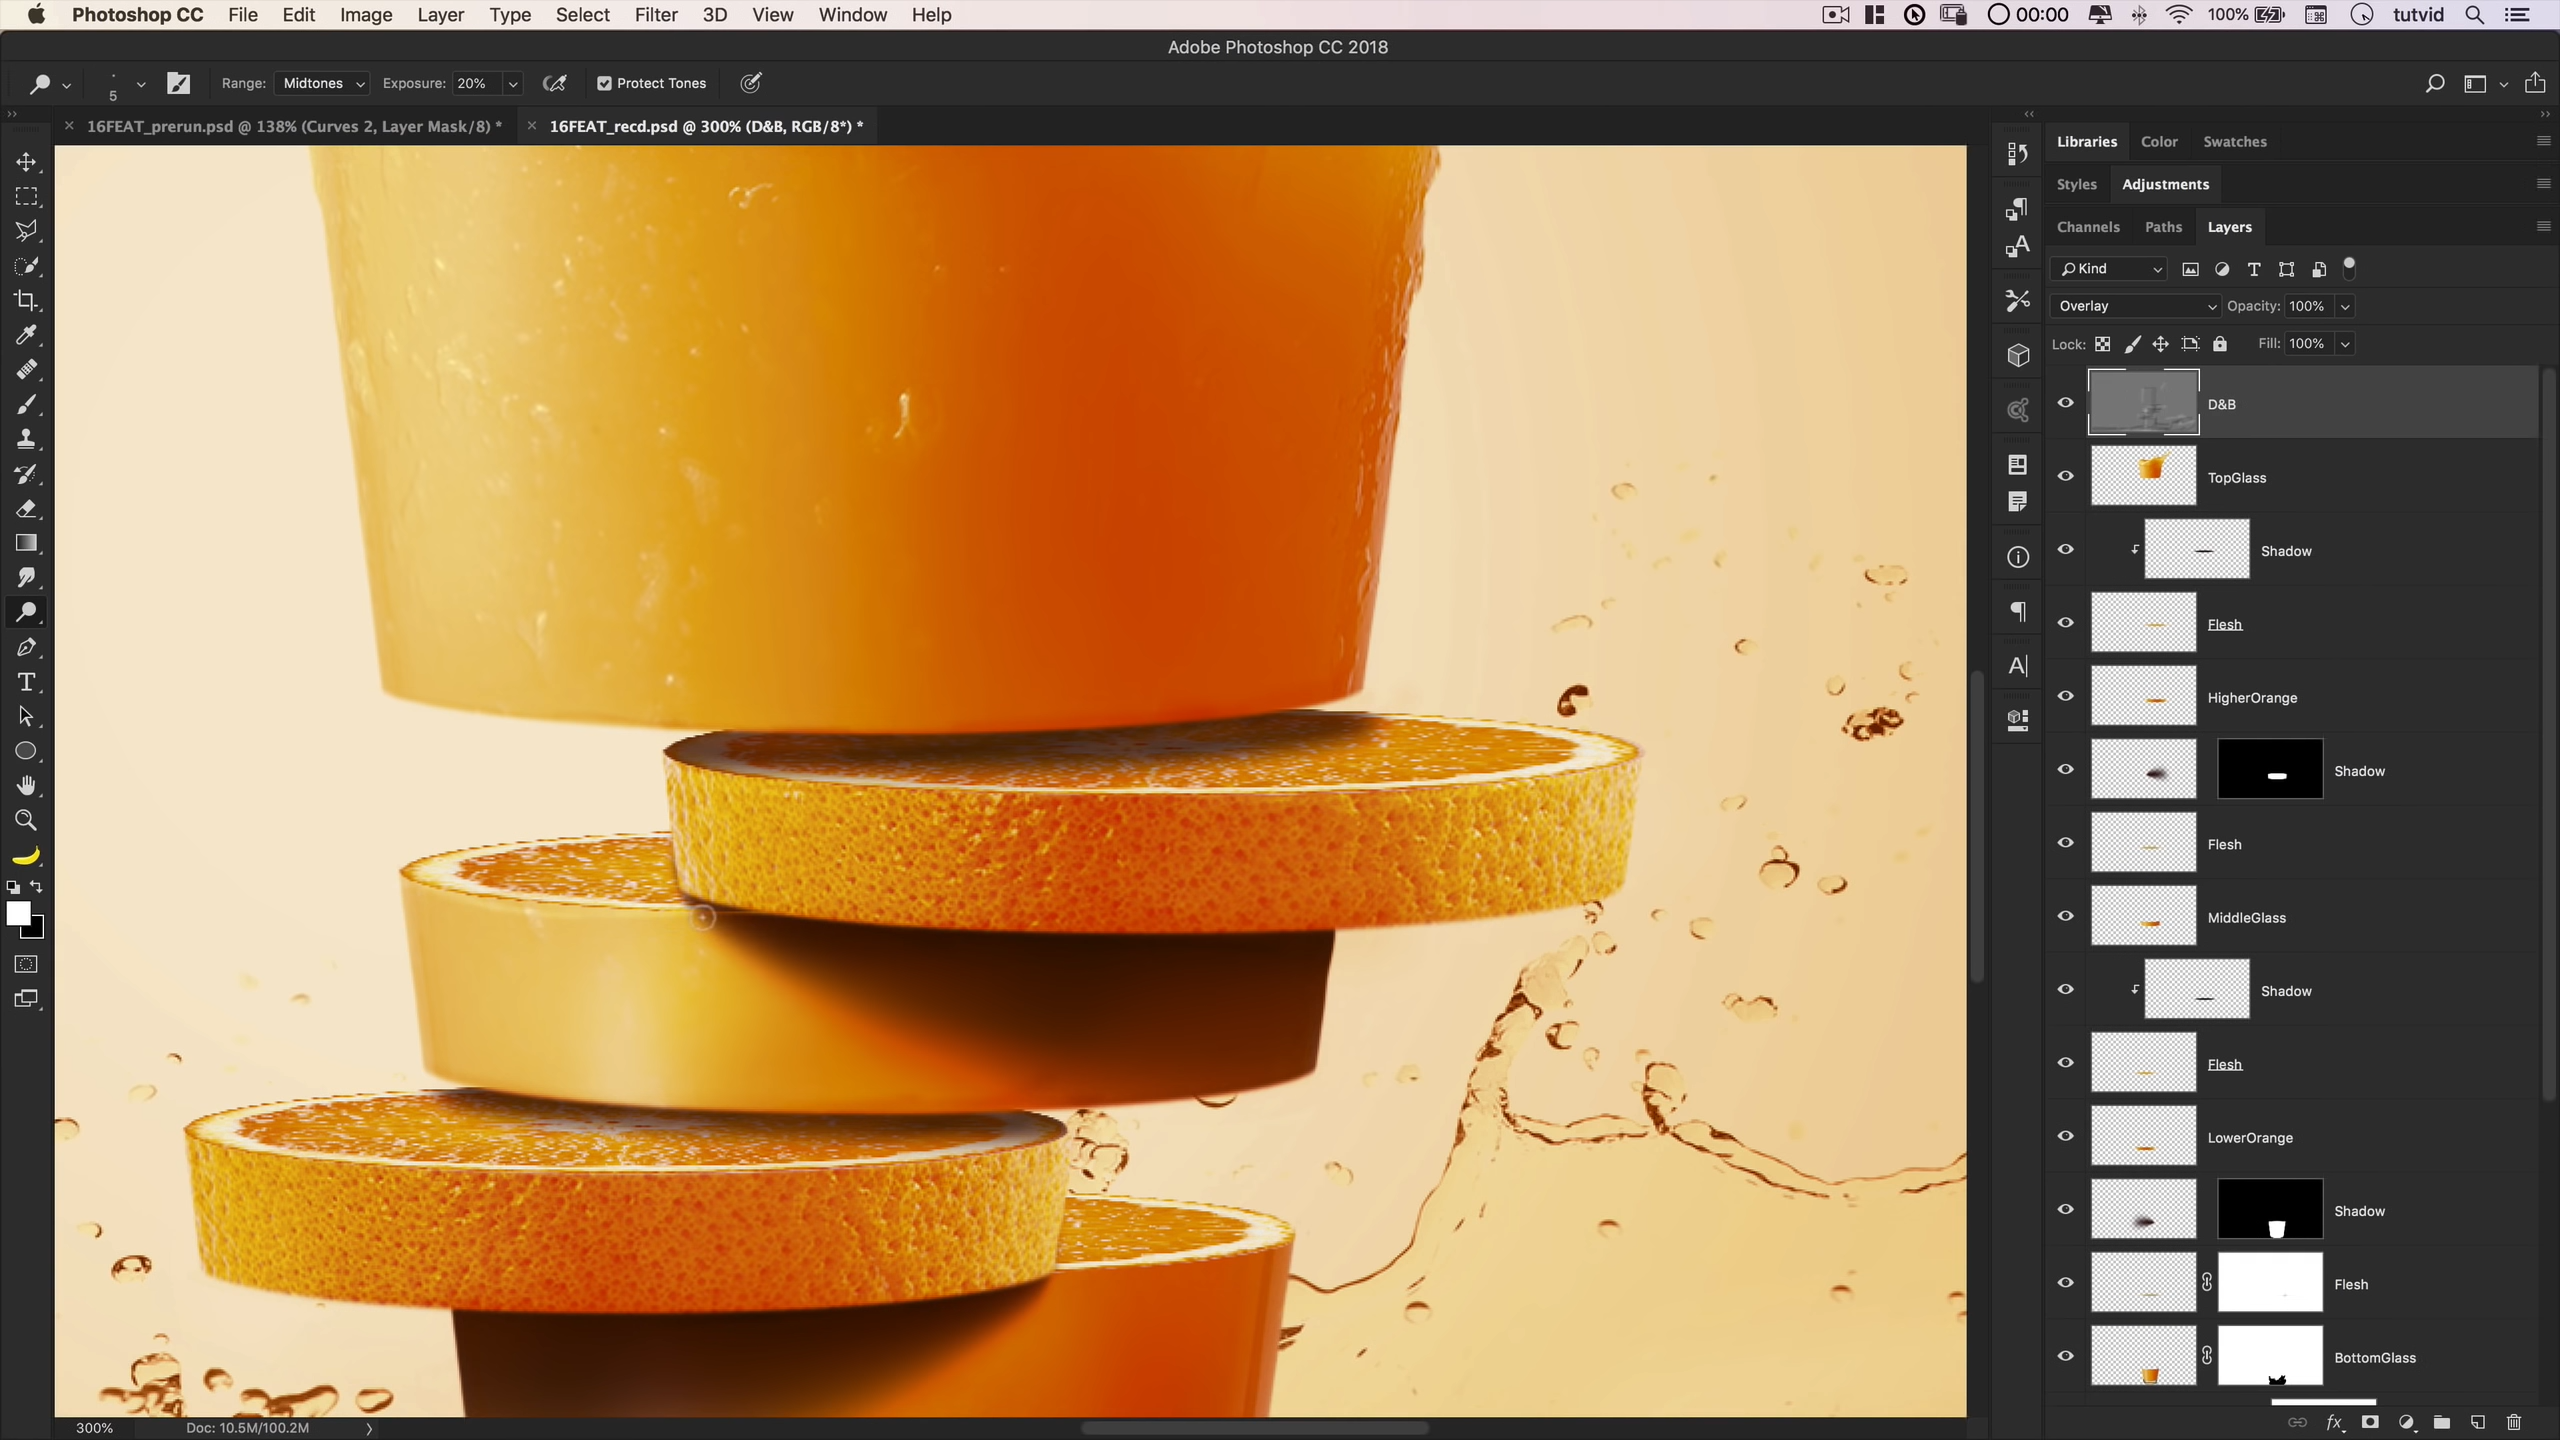 Photoshop CC File Edit Image Layer Type Select Filter 3D View Window Help 00:00 100% tutvid
Adobe Photoshop CC 2018
5 Range: Midtones Exposure: 20% Protect Tones
16FEAT_prerun.psd @ 138% (Curves 2, Layer Mask/8) * 16FEAT_recd.psd @ 300% (D&B, RGB/8*) *
Libraries Color Swatches
Styles Adjustments
Channels Paths Layers
Kind
Overlay Opacity: 100%
Lock: Fill: 100%
D&B
TopGlass
Shadow
Flesh
HigherOrange
Shadow
Flesh
MiddleGlass
Shadow
Flesh
LowerOrange
Shadow
Flesh
BottomGlass
300% Doc: 10.5M/100.2M